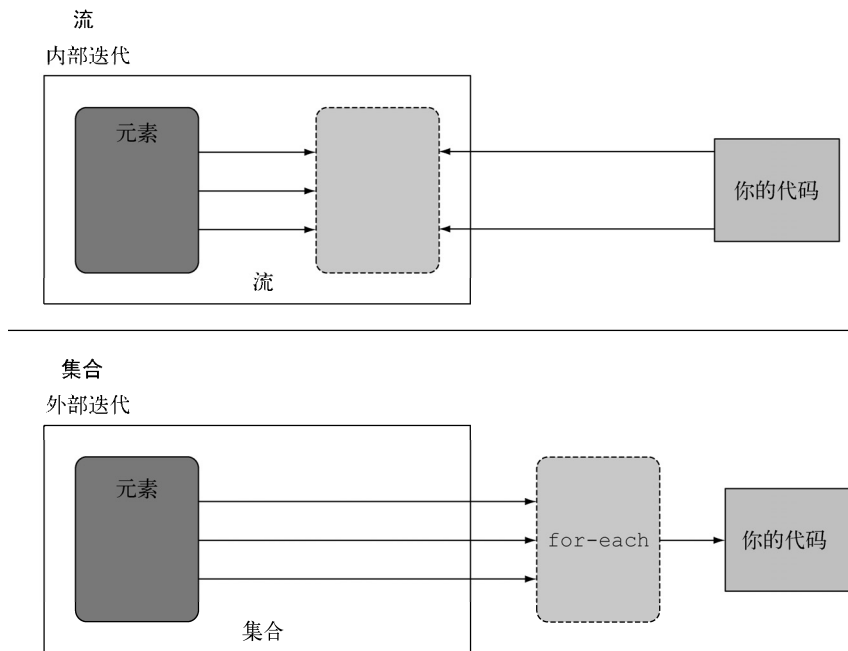 流
内部迭代
元素
你的代码
流
集合
外部迭代
元素
for-each
你的代码
集合